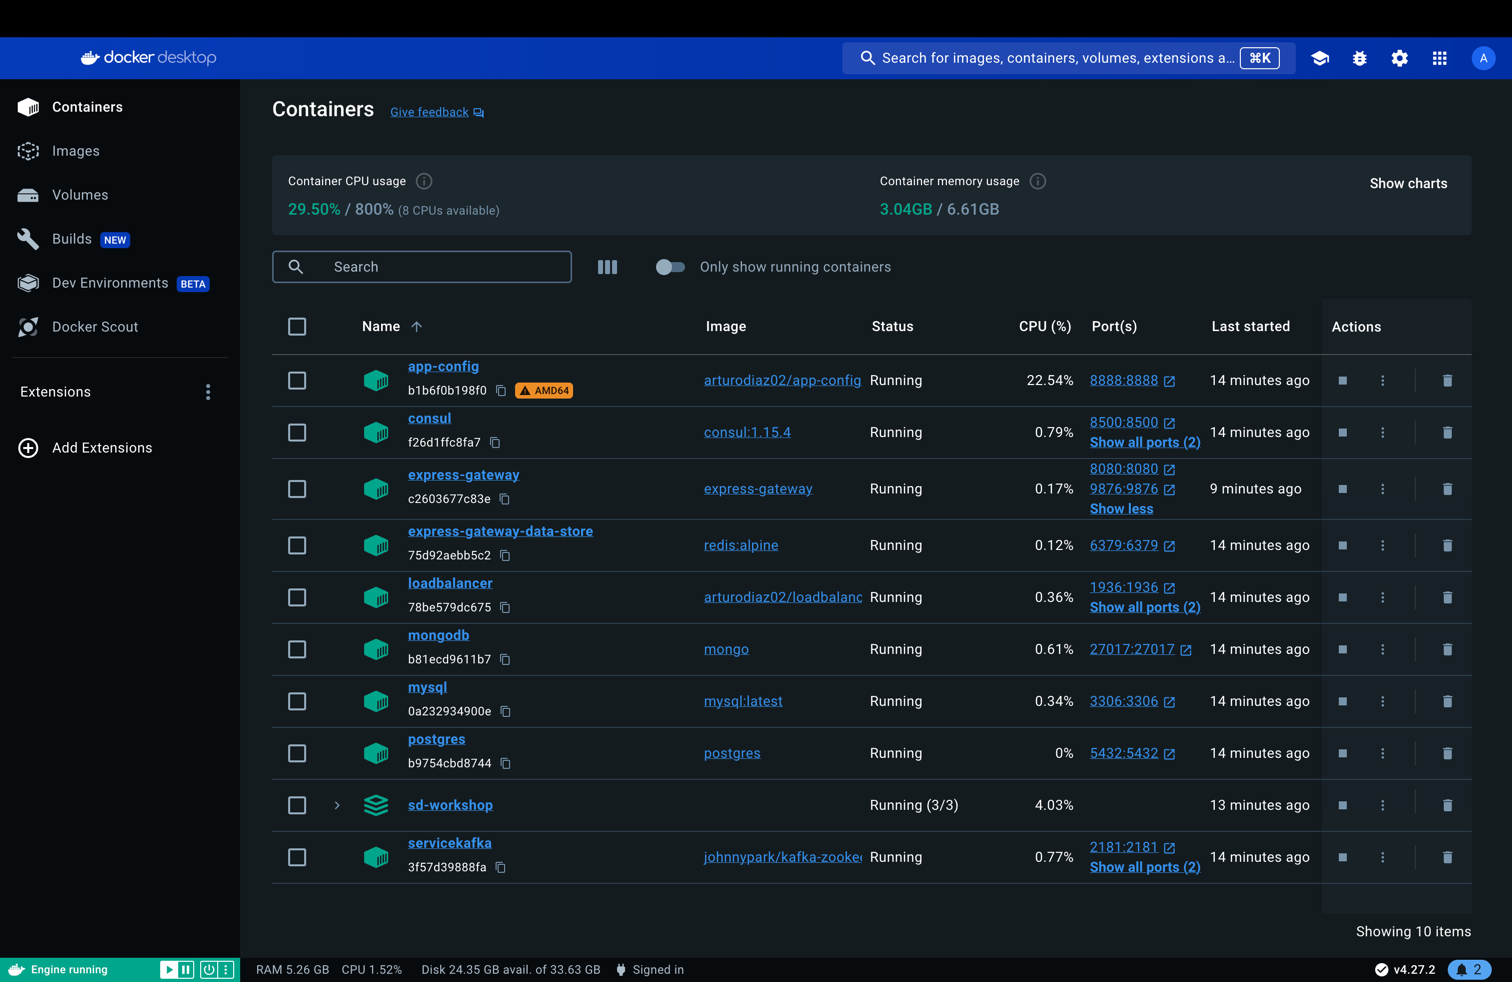 docker desktop
Search for images, containers, volumes, extensions a... ⌘K
A
Containers
Images
Volumes
Builds NEW
Dev Environments BETA
Docker Scout
Extensions
Add Extensions
Containers Give feedback
Container CPU usage
29.50% / 800% (8 CPUs available)
Container memory usage
3.04GB / 6.61GB
Show charts
Search
Only show running containers
Name Image Status CPU (%) Port(s) Last started Actions
app-config
b1b6f0b198f0 AMD64
arturodiaz02/app-config Running 22.54% 8888:8888 14 minutes ago
consul
f26d1ffc8fa7
consul:1.15.4 Running 0.79% 8500:8500
Show all ports (2)
14 minutes ago
express-gateway
c2603677c83e
express-gateway Running 0.17% 8080:8080
9876:9876
Show less
9 minutes ago
express-gateway-data-store
75d92aebb5c2
redis:alpine Running 0.12% 6379:6379 14 minutes ago
loadbalancer
78be579dc675
arturodiaz02/loadbalanc Running 0.36% 1936:1936
Show all ports (2)
14 minutes ago
mongodb
b81ecd9611b7
mongo Running 0.61% 27017:27017 14 minutes ago
mysql
0a232934900e
mysql:latest Running 0.34% 3306:3306 14 minutes ago
postgres
b9754cbd8744
postgres Running 0% 5432:5432 14 minutes ago
sd-workshop Running (3/3) 4.03% 13 minutes ago
servicekafka
3f57d39888fa
johnnypark/kafka-zookee Running 0.77% 2181:2181
Show all ports (2)
14 minutes ago
Showing 10 items
Engine running
RAM 5.26 GB CPU 1.52% Disk 24.35 GB avail. of 33.63 GB Signed in
v4.27.2 2